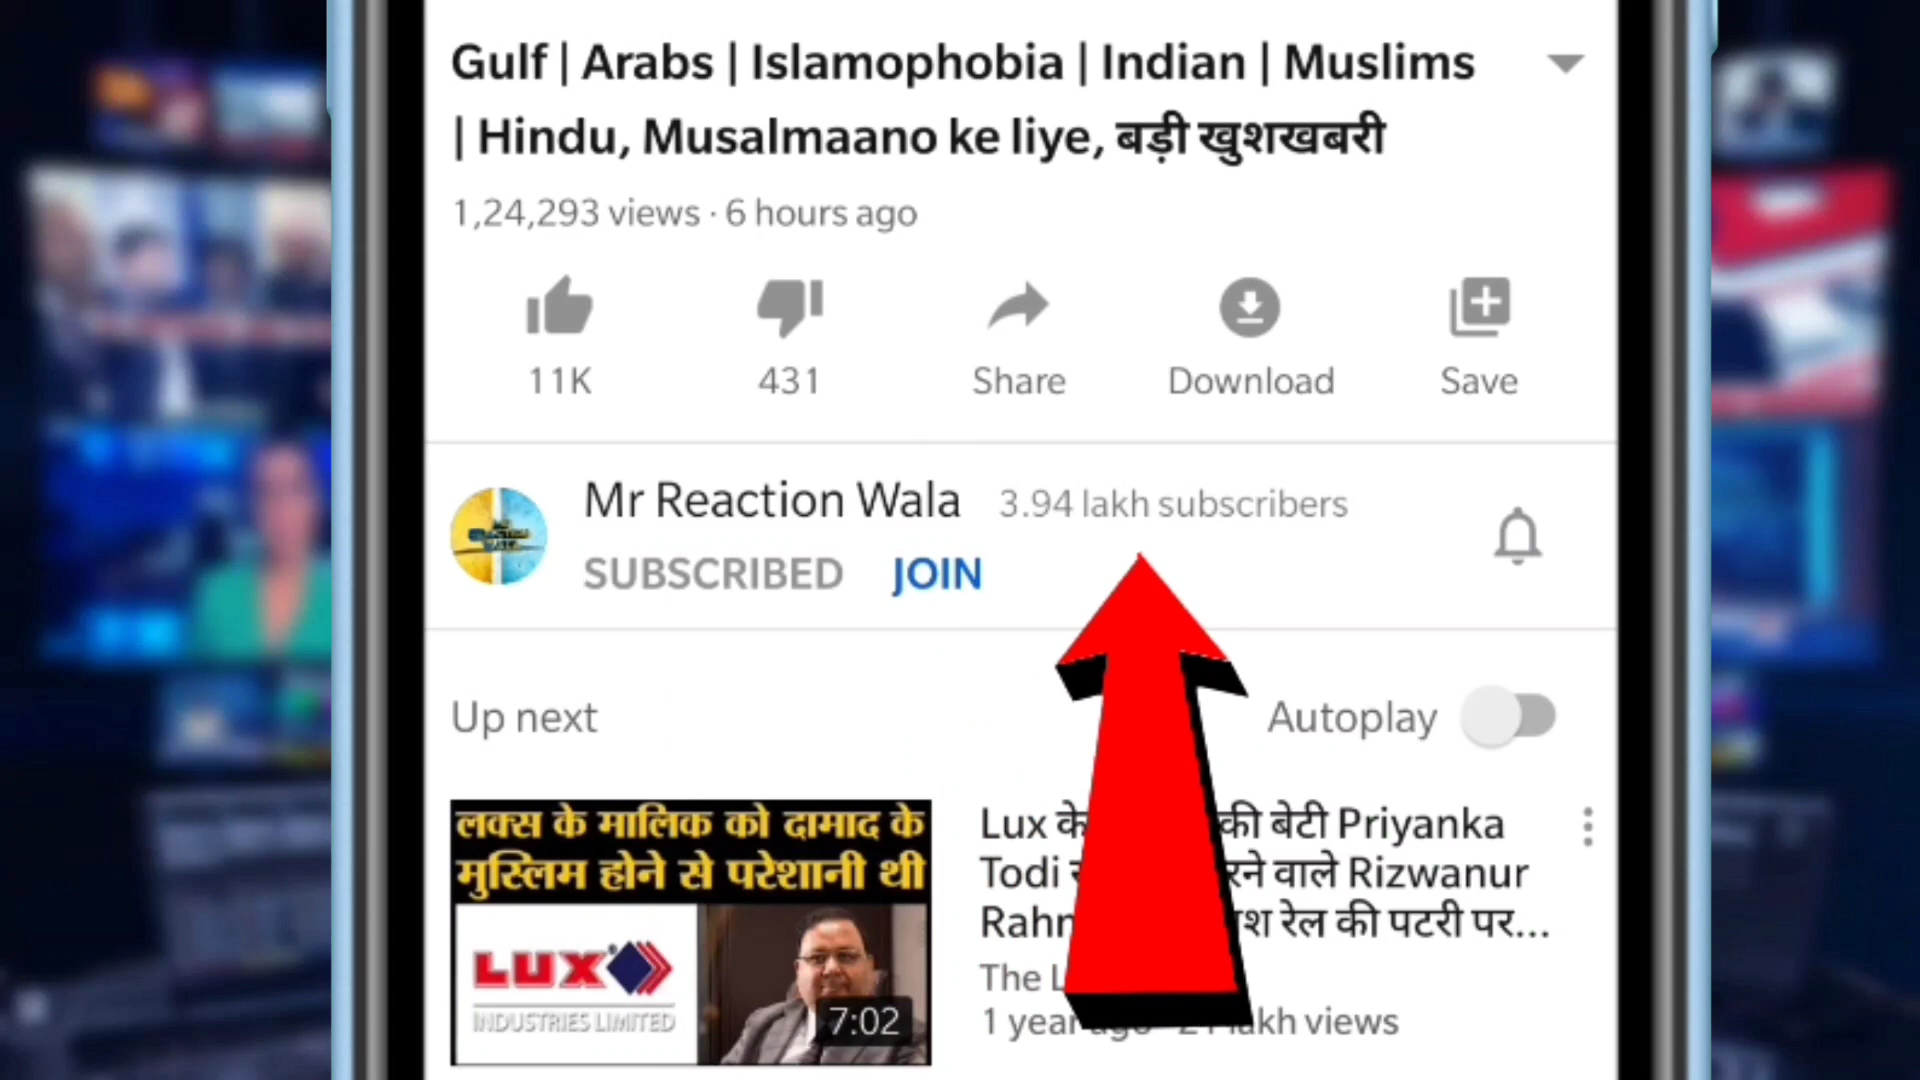 Gulf | Arabs | Islamophobia | Indian | Muslims
| Hindu, Musalmaano ke liye, बड़ी खुशखबरी
1,24,293 views · 6 hours ago
11K
431
Share
Download
Save
Mr Reaction Wala 3.94 lakh subscribers
SUBSCRIBED JOIN
Up next
Autoplay
लक्स के मालिक को दामाद के
मुस्लिम होने से परेशानी थी
LUX
INDUSTRIES LIMITED
7:02
Lux के की बेटी Priyanka
Todi रने वाले Rizwanur
रेल की पटरी पर...
The
1 year ago lakh views